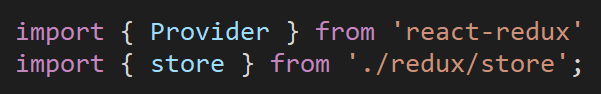 import { Provider } from 'react-redux'
import { store } from './redux/store';